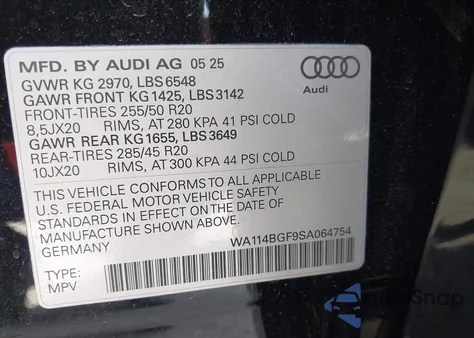 MFD. BY AUDI AG 05 25
GVWR KG 2970, LBS 6548
GAWR FRONT KG 1425, LBS 3142
FRONT-TIRES 255/50 R20
8,5JX20 RIMS, AT 280 KPA 41 PSI COLD
GAWR REAR KG 1655, LBS 3649
REAR-TIRES 285/45 R20
10JX20 RIMS, AT 300 KPA 44 PSI COLD
THIS VEHICLE CONFORMS TO ALL APPLICABLE
U.S. FEDERAL MOTOR VEHICLE SAFETY
STANDARDS IN EFFECT ON THE DATE OF
MANUFACTURE SHOWN ABOVE.
GERMANY
WA114BGF9SA064754
TYPE:
MPV
Audi